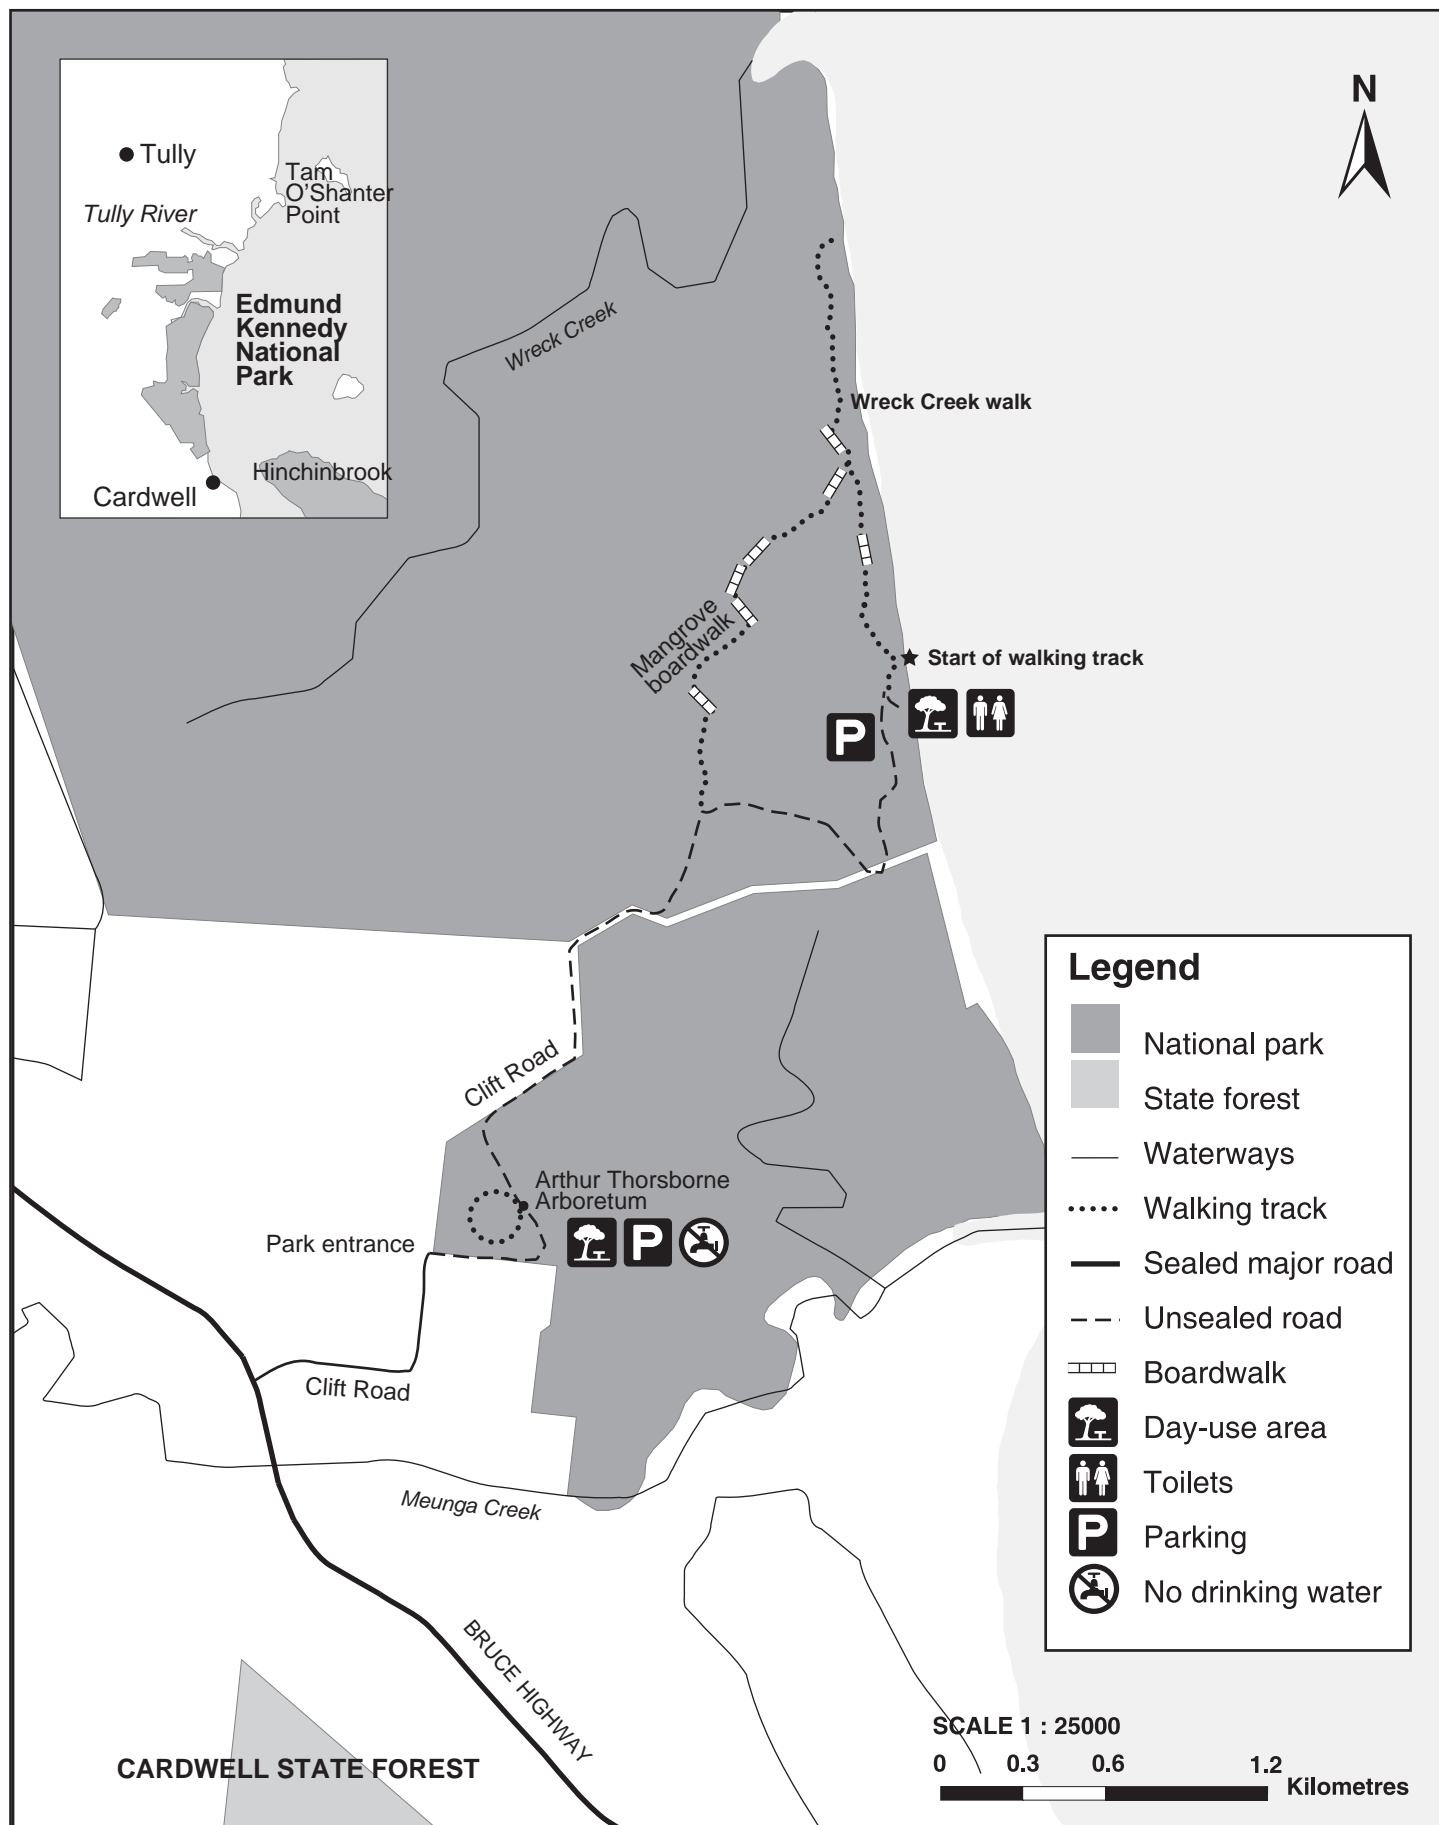 N
Tully
Tam
O'Shanter
Point
Tully River
Edmund
Kennedy
National
Park
Hinchinbrook
Cardwell
Wreck Creek
Wreck Creek walk
Mangrove
boardwalk
Start of walking track
P
Clift Road
Arthur Thorsborne
Arboretum
Park entrance
P
Clift Road
Meunga Creek
BRUCE HIGHWAY
CARDWELL STATE FOREST
Legend
National park
State forest
Waterways
Walking track
Sealed major road
Unsealed road
Boardwalk
Day-use area
Toilets
P Parking
No drinking water
SCALE 1 : 25000
0 0.3 0.6 1.2
Kilometres